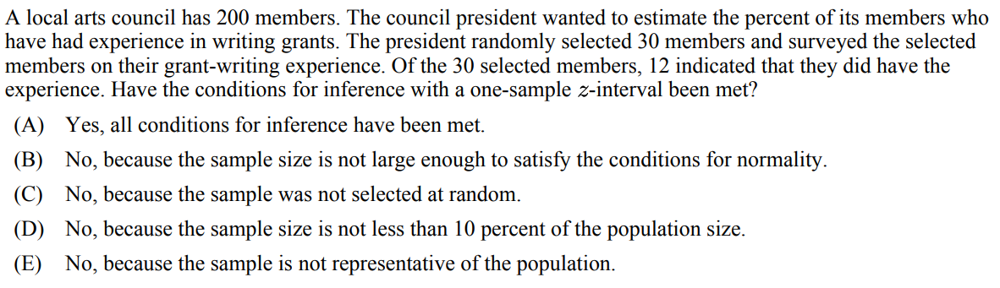 A local arts council has 200 members. The council president wanted to estimate the percent of its members who
have had experience in writing grants. The president randomly selected 30 members and surveyed the selected
members on their grant-writing experience. Of the 30 selected members, 12 indicated that they did have the
experience. Have the conditions for inference with a one-sample z-interval been met?
(A) Yes, all conditions for inference have been met.
(B) No, because the sample size is not large enough to satisfy the conditions for normality.
(C) No, because the sample was not selected at random.
(D) No, because the sample size is not less than 10 percent of the population size.
(E) No, because the sample is not representative of the population.